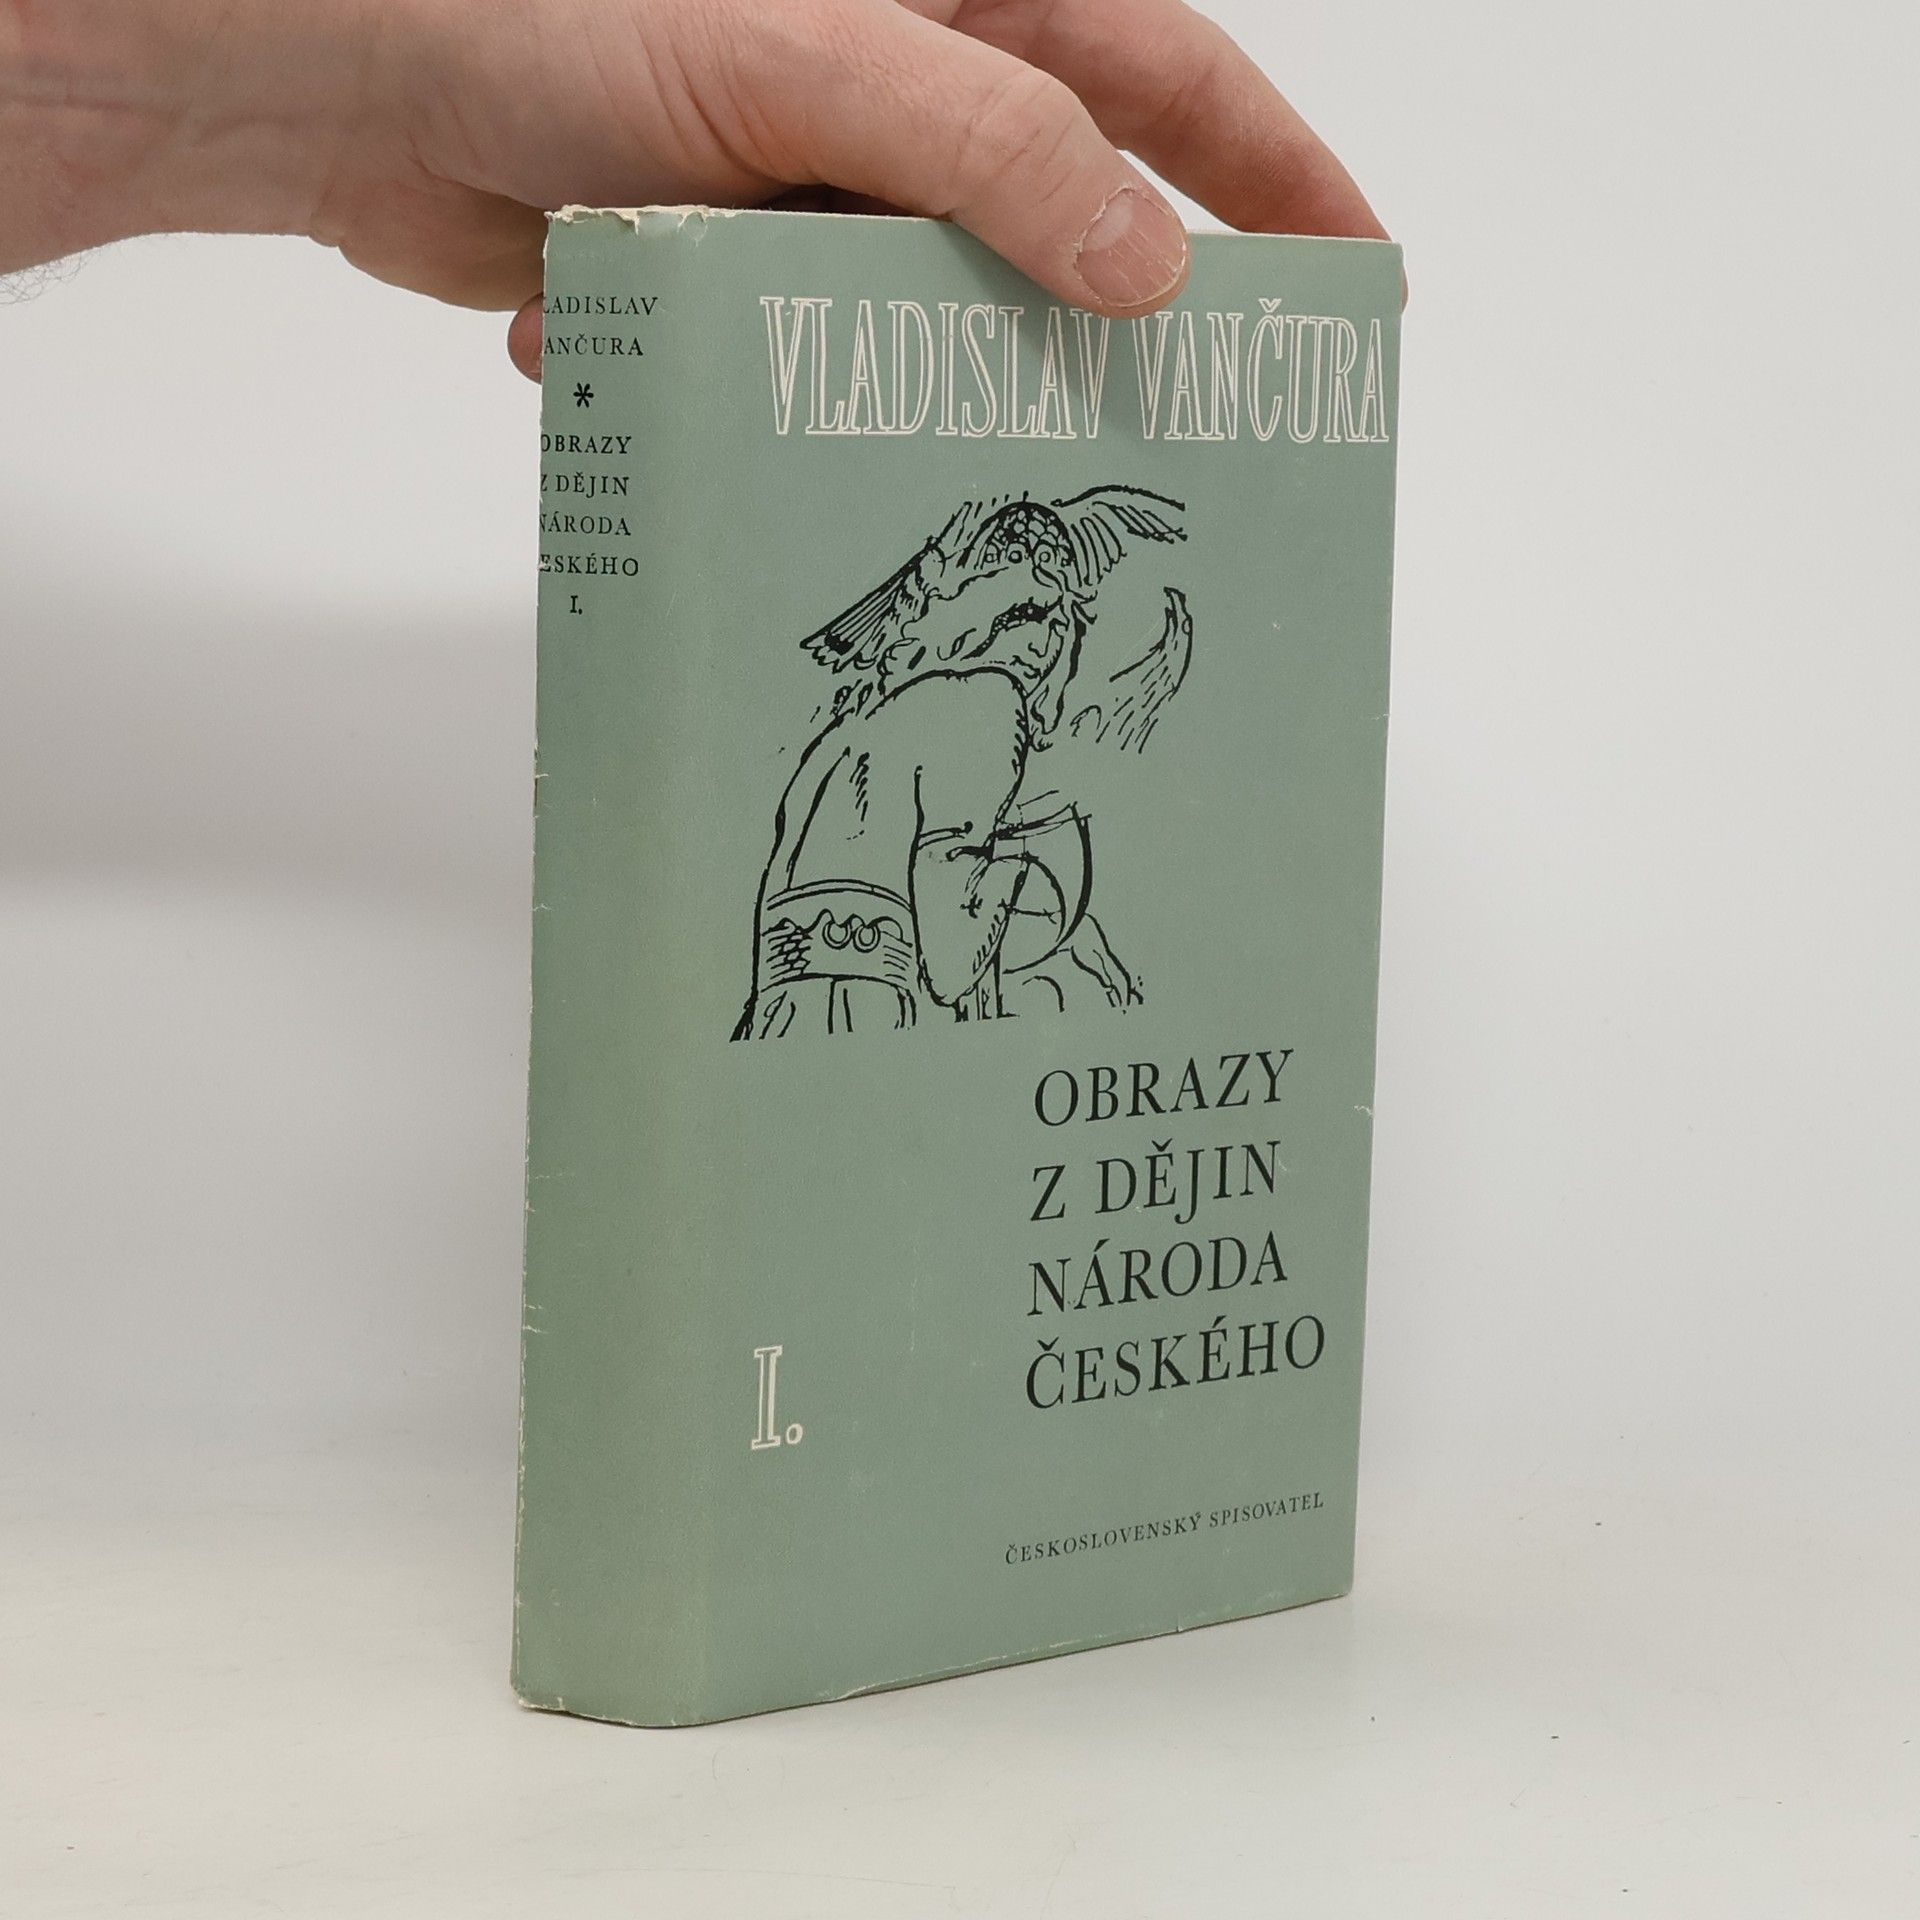 LADISLAV
ANČURA
*
OBRAZY
Z DĚJIN
NÁRODA
ESKÉHO
I.
VLADISLAV VANČURA
OBRAZY
Z DĚJIN
NÁRODA
ČESKÉHO
I.
ČESKOSLOVENSKÝ SPISOVATEL